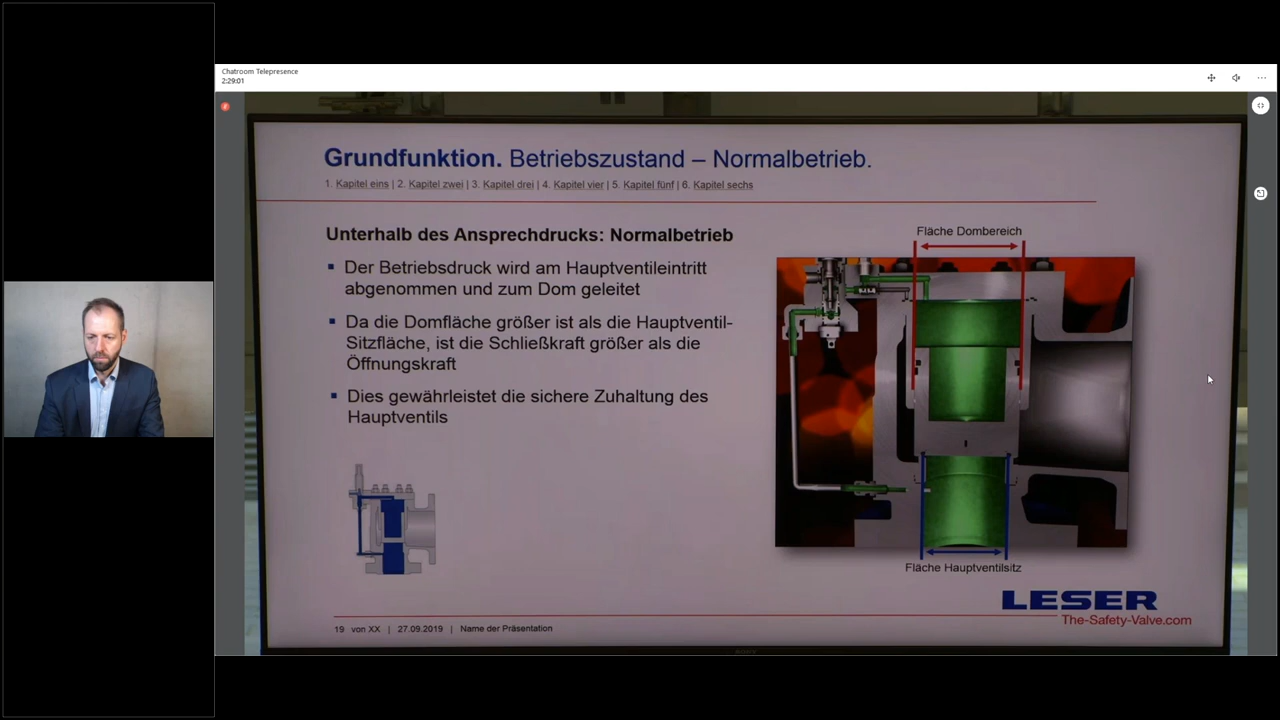 Chatroom Telepresence
2:29:01
Grundfunktion. Betriebszustand – Normalbetrieb.
1. Kapitel eins | 2. Kapitel zwei | 3. Kapitel drei | 4. Kapitel vier | 5. Kapitel fünf | 6. Kapitel sechs
Unterhalb des Ansprechdrucks: Normalbetrieb
Der Betriebsdruck wird am Hauptventileintritt
abgenommen und zum Dom geleitet
Da die Domfläche größer ist als die Hauptventil-
Sitzfläche, ist die Schließkraft größer als die
Öffnungskraft
Dies gewährleistet die sichere Zuhaltung des
Hauptventils
Fläche Dombereich
Fläche Hauptventilsitz
LESER
The-Safety-Valve.com
19 von XX | 27.09.2019 | Name der Präsentation
SONY